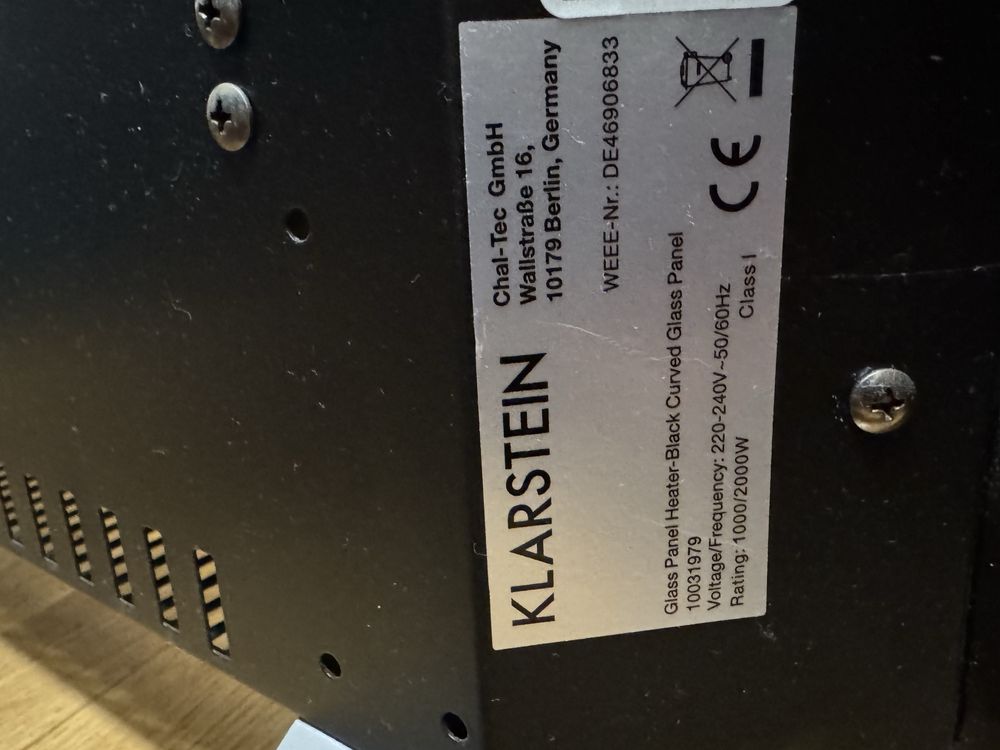 KLARSTEIN
Chal-Tec GmbH
Wallstraße 16,
10179 Berlin, Germany
WEEE-Nr.: DE46906833
Glass Panel Heater-Black Curved Glass Panel
10031979
Voltage/Frequency: 220-240V~50/60Hz
Rating: 1000/2000W
Class I
CE